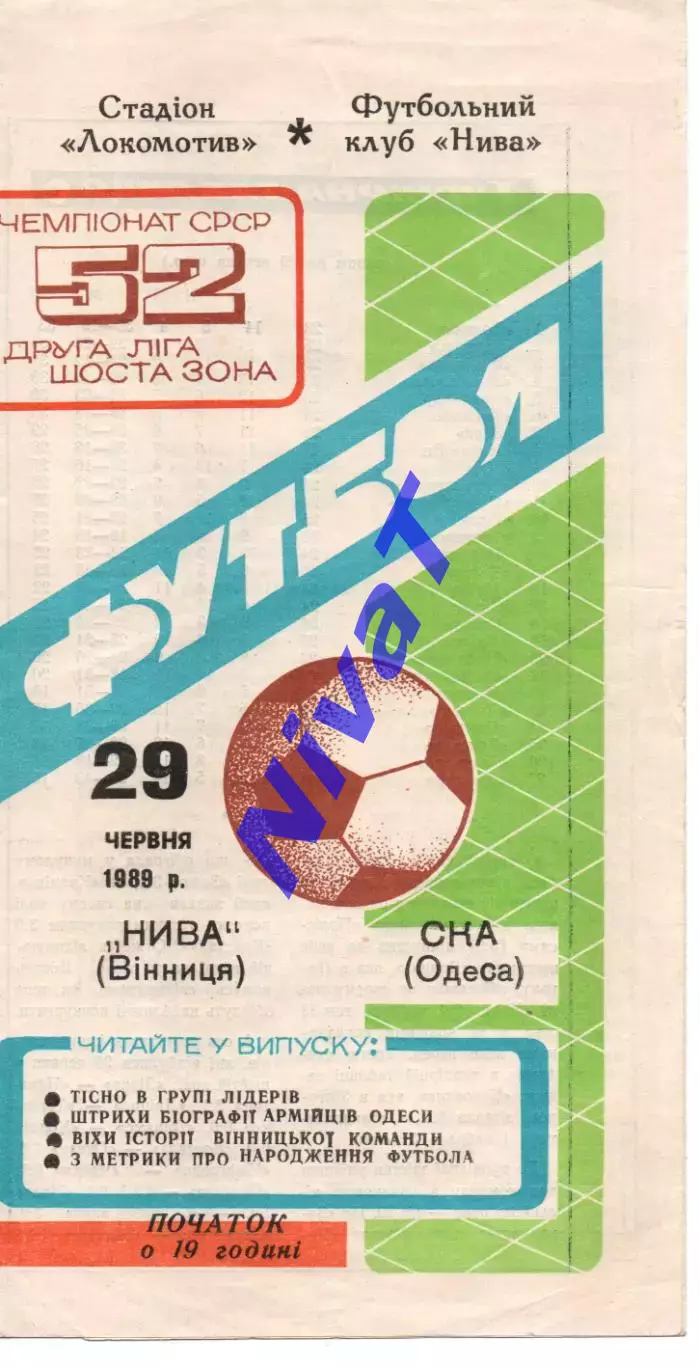 Стадіон
«Локомотив»
*
Футбольний
клуб «Нива»
ЧЕМПІОНАТ СРСР
52
ДРУГА ЛІГА
ШОСТА ЗОНА
ФУТБОЛ
29
ЧЕРВНЯ
1989 р.
„НИВА“
(Вінниця)
СКА
(Одеса)
NivaT
ЧИТАЙТЕ У ВИПУСКУ:
● ТІСНО В ГРУПІ ЛІДЕРІВ
● ШТРИХИ БІОГРАФІЇ АРМІЙЦІВ ОДЕСИ
● ВІХИ ІСТОРІЇ ВІННИЦЬКОЇ КОМАНДИ
● З МЕТРИКИ ПРО НАРОДЖЕННЯ ФУТБОЛА
ПОЧАТОК
о 19 годині